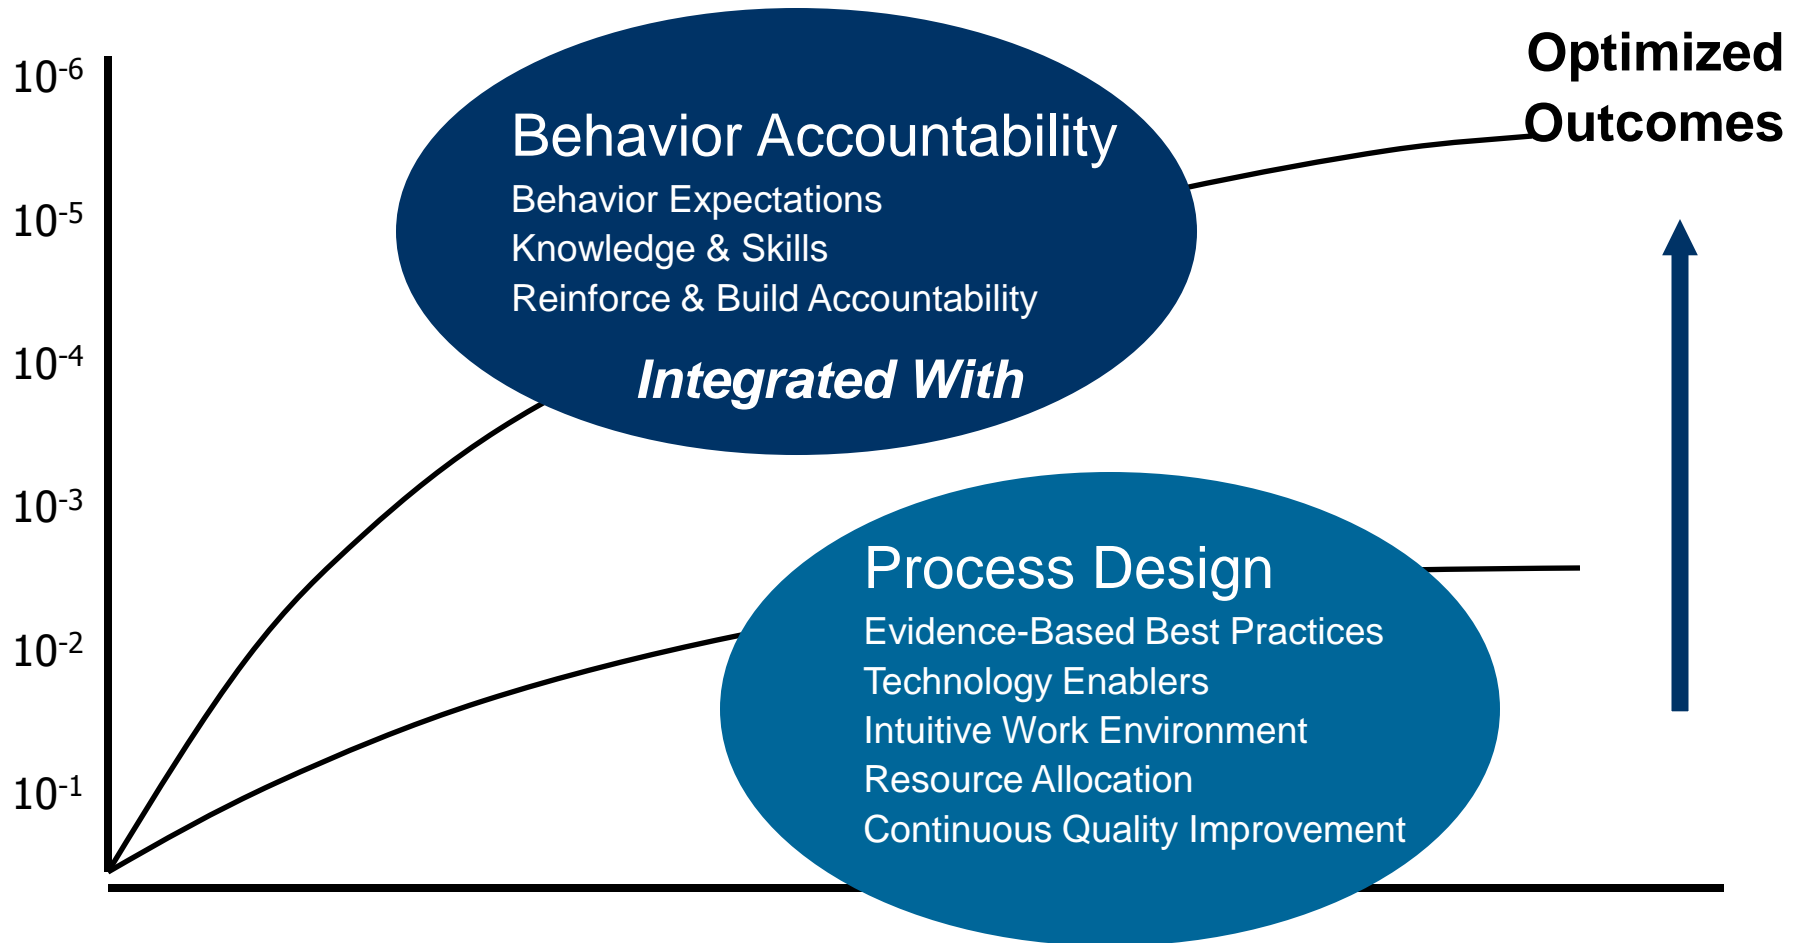 Optimized
Outcomes
10-6
10-5
10-4
10-3
10-2
10-1
Behavior Accountability
Behavior Expectations
Knowledge & Skills
Reinforce & Build Accountability
Integrated With
Process Design
Evidence-Based Best Practices
Technology Enablers
Intuitive Work Environment
Resource Allocation
Continuous Quality Improvement